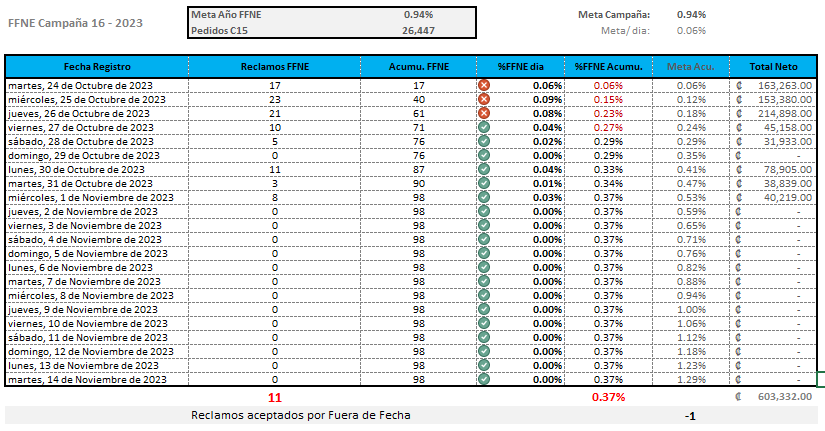 FFNE Campaña 16 - 2023
Meta Año FFNE 0.94%
Pedidos C15 26,447
Meta Campaña: 0.94%
Meta/ dia: 0.06%
Fecha Registro Reclamos FFNE Acumu. FFNE %FFNE dia %FFNE Acumu. Meta Acu. Total Neto
martes, 24 de Octubre de 2023 17 17 0.06% 0.06% 0.06% ₡ 163,263.00
miércoles, 25 de Octubre de 2023 23 40 0.09% 0.15% 0.12% ₡ 153,380.00
jueves, 26 de Octubre de 2023 21 61 0.08% 0.23% 0.18% ₡ 214,898.00
viernes, 27 de Octubre de 2023 10 71 0.04% 0.27% 0.24% ₡ 45,158.00
sábado, 28 de Octubre de 2023 5 76 0.02% 0.29% 0.29% ₡ 31,933.00
domingo, 29 de Octubre de 2023 0 76 0.00% 0.29% 0.35% ₡ -
lunes, 30 de Octubre de 2023 11 87 0.04% 0.33% 0.41% ₡ 78,905.00
martes, 31 de Octubre de 2023 3 90 0.01% 0.34% 0.47% ₡ 38,839.00
miércoles, 1 de Noviembre de 2023 8 98 0.03% 0.37% 0.53% ₡ 40,219.00
jueves, 2 de Noviembre de 2023 0 98 0.00% 0.37% 0.59% ₡ -
viernes, 3 de Noviembre de 2023 0 98 0.00% 0.37% 0.65% ₡ -
sábado, 4 de Noviembre de 2023 0 98 0.00% 0.37% 0.71% ₡ -
domingo, 5 de Noviembre de 2023 0 98 0.00% 0.37% 0.76% ₡ -
lunes, 6 de Noviembre de 2023 0 98 0.00% 0.37% 0.82% ₡ -
martes, 7 de Noviembre de 2023 0 98 0.00% 0.37% 0.88% ₡ -
miércoles, 8 de Noviembre de 2023 0 98 0.00% 0.37% 0.94% ₡ -
jueves, 9 de Noviembre de 2023 0 98 0.00% 0.37% 1.00% ₡ -
viernes, 10 de Noviembre de 2023 0 98 0.00% 0.37% 1.06% ₡ -
sábado, 11 de Noviembre de 2023 0 98 0.00% 0.37% 1.12% ₡ -
domingo, 12 de Noviembre de 2023 0 98 0.00% 0.37% 1.18% ₡ -
lunes, 13 de Noviembre de 2023 0 98 0.00% 0.37% 1.23% ₡ -
martes, 14 de Noviembre de 2023 0 98 0.00% 0.37% 1.29% ₡ -
11 0.37% ₡ 603,332.00
Reclamos aceptados por Fuera de Fecha -1